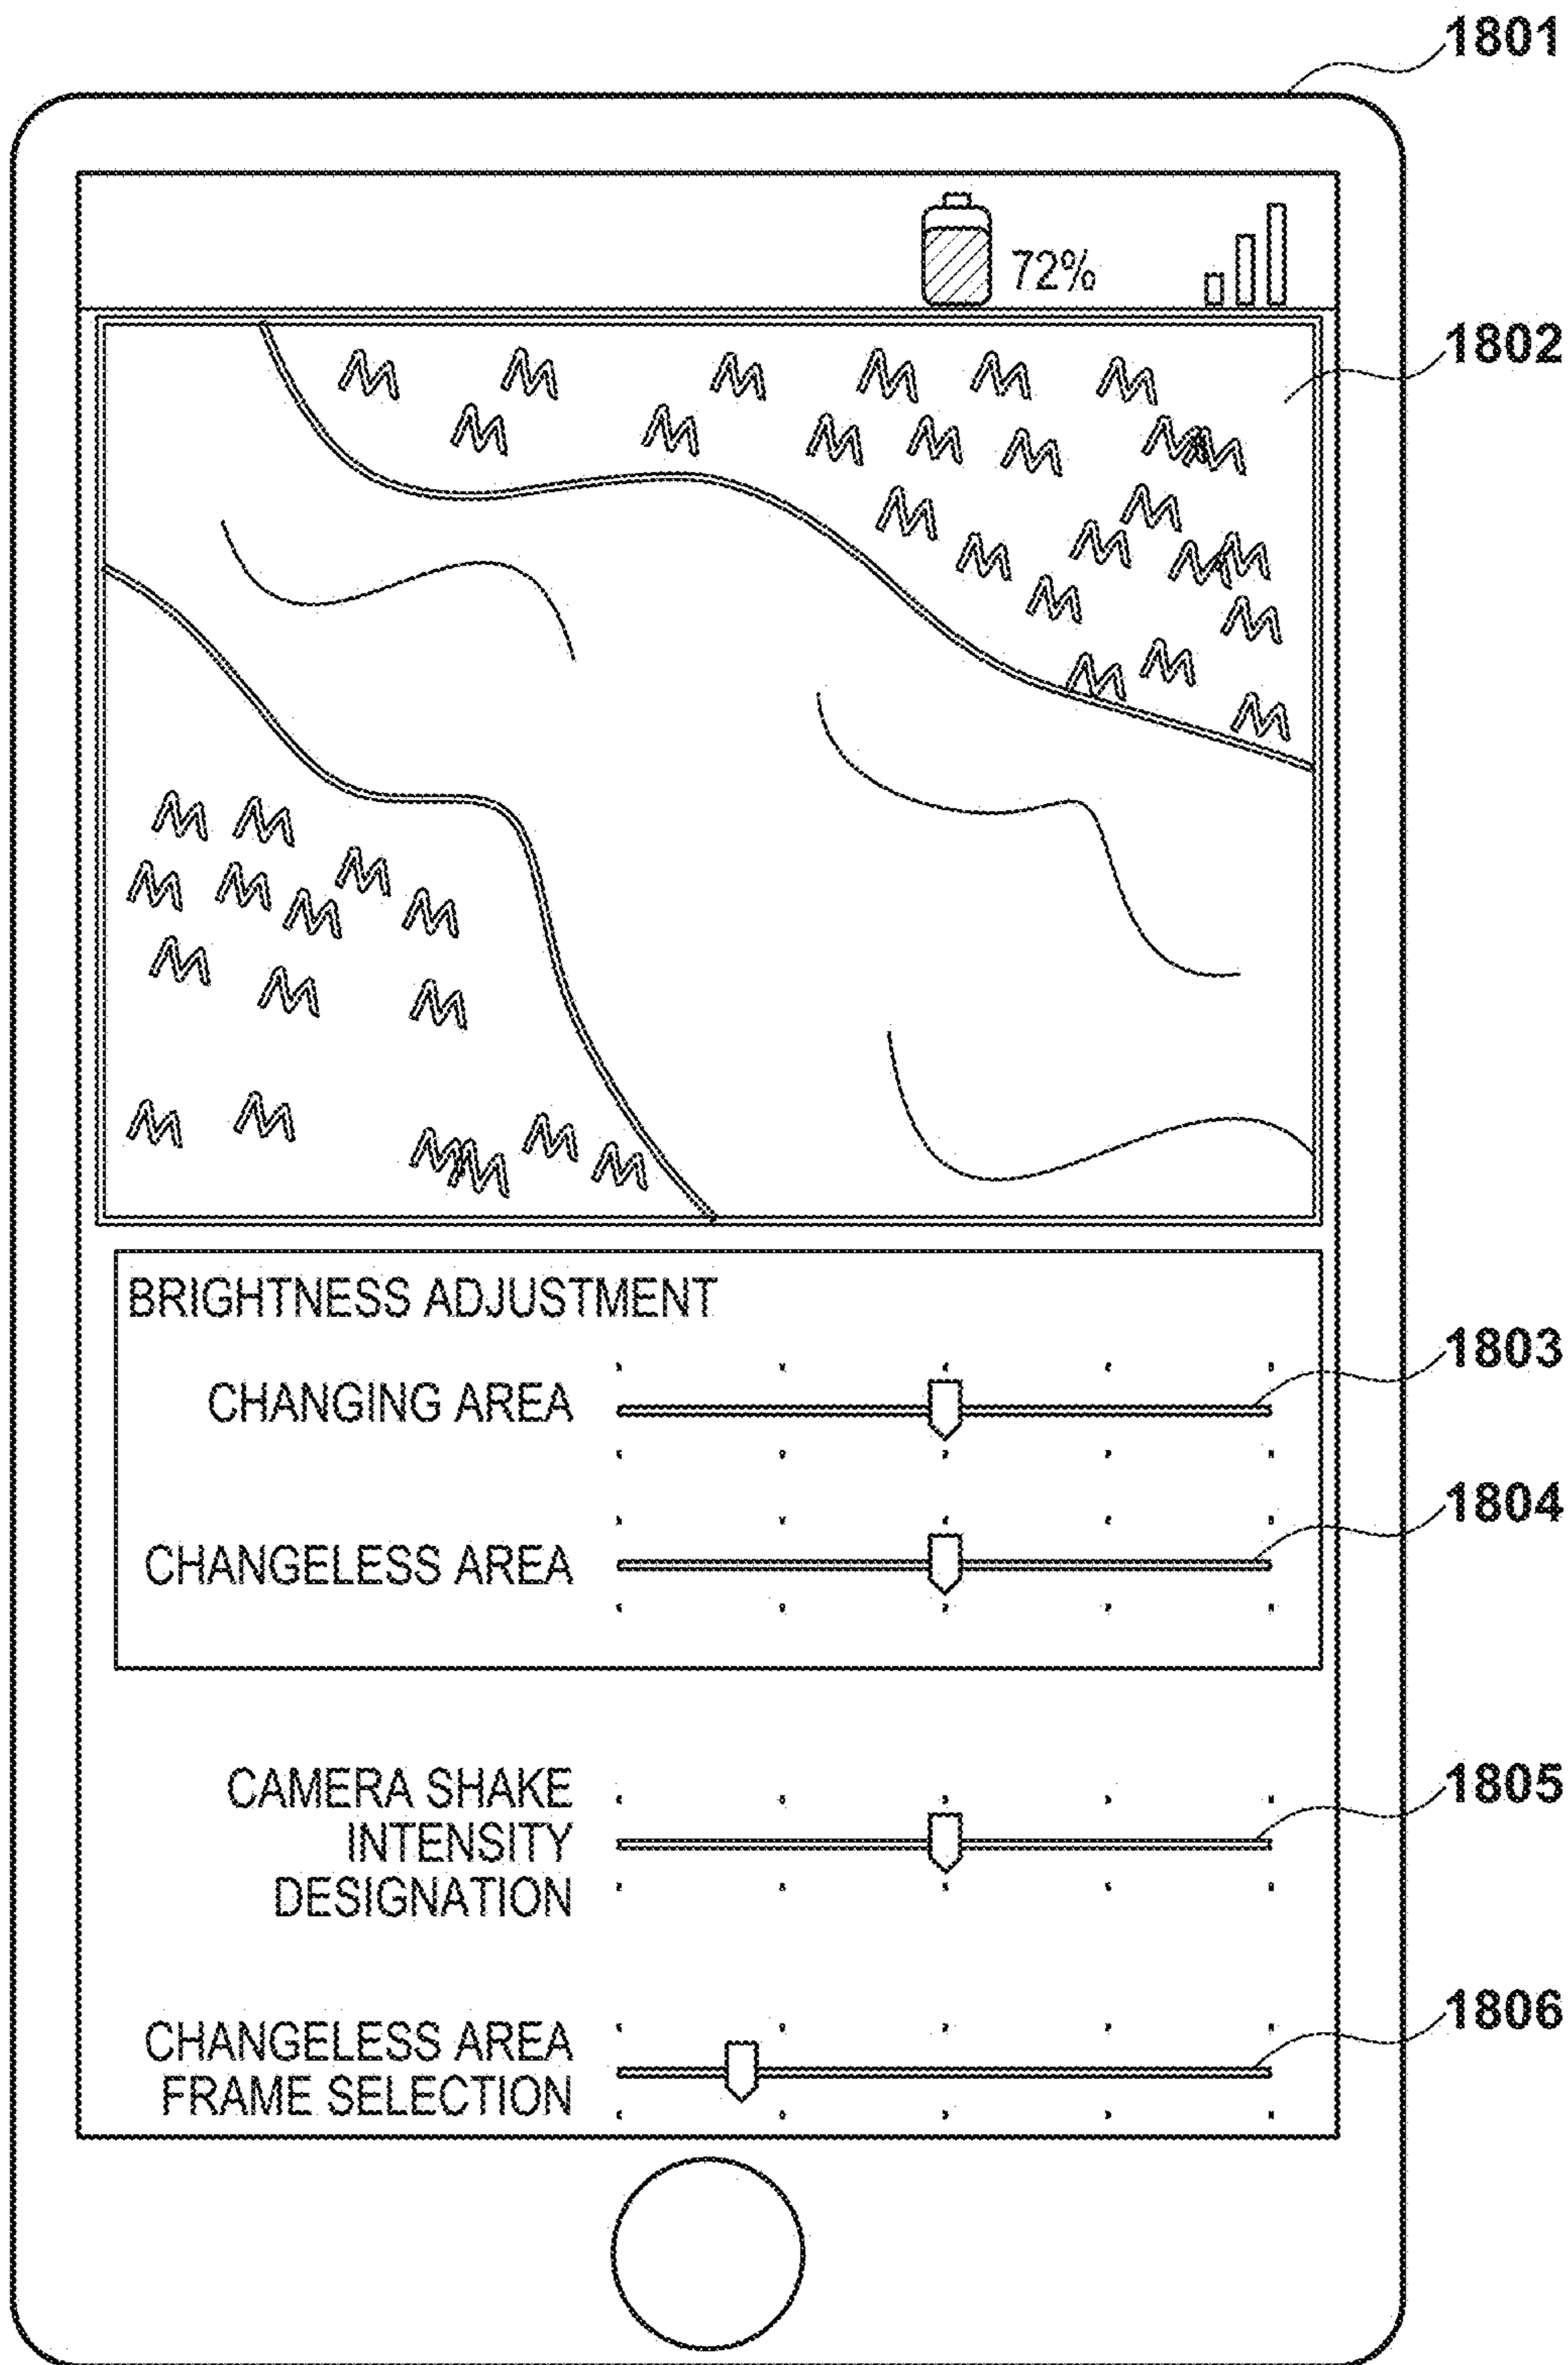 1801
72%
1802
BRIGHTNESS ADJUSTMENT
CHANGING AREA
1803
CHANGELESS AREA
1804
CAMERA SHAKE
INTENSITY
DESIGNATION
1805
CHANGELESS AREA
FRAME SELECTION
1806